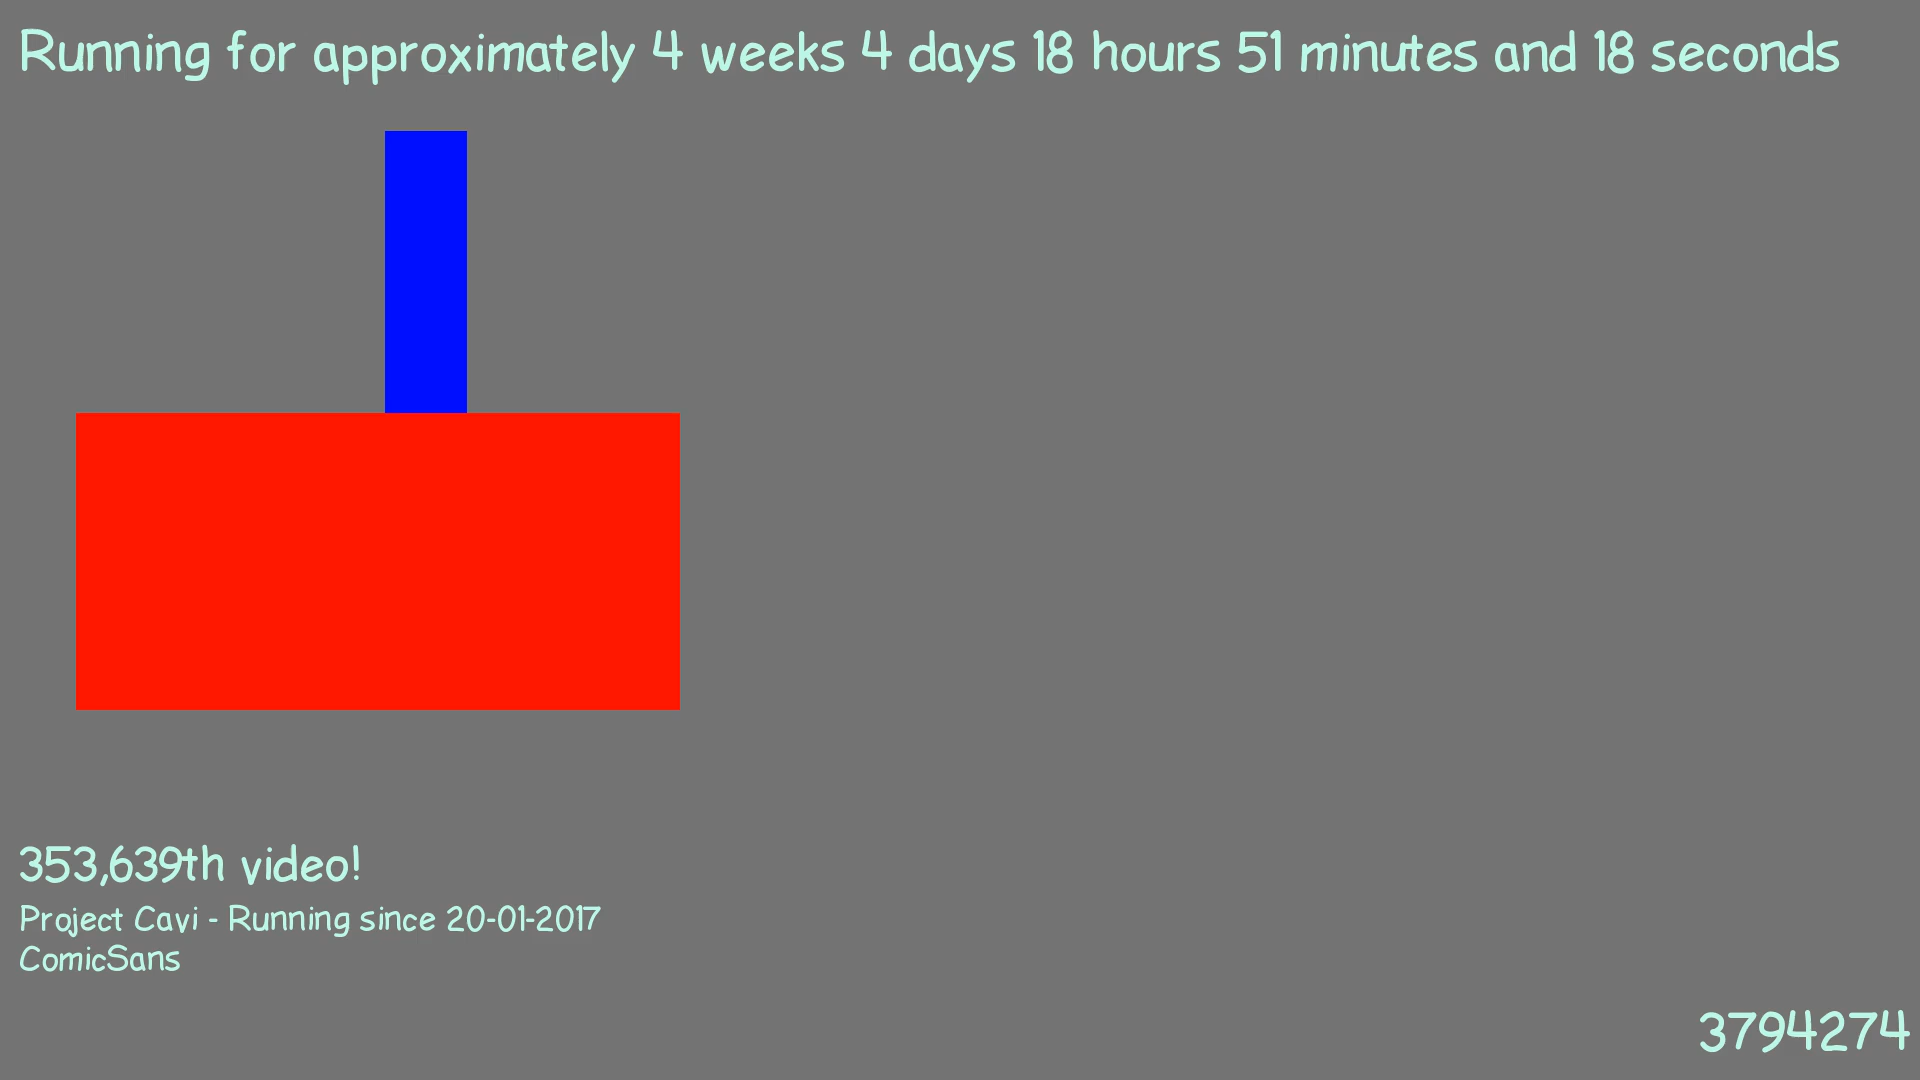 Running for approximately 4 weeks 4 days 18 hours 51 minutes and 18 seconds
353,639th video!
Project Cavi - Running since 20-01-2017
ComicSans
3794274